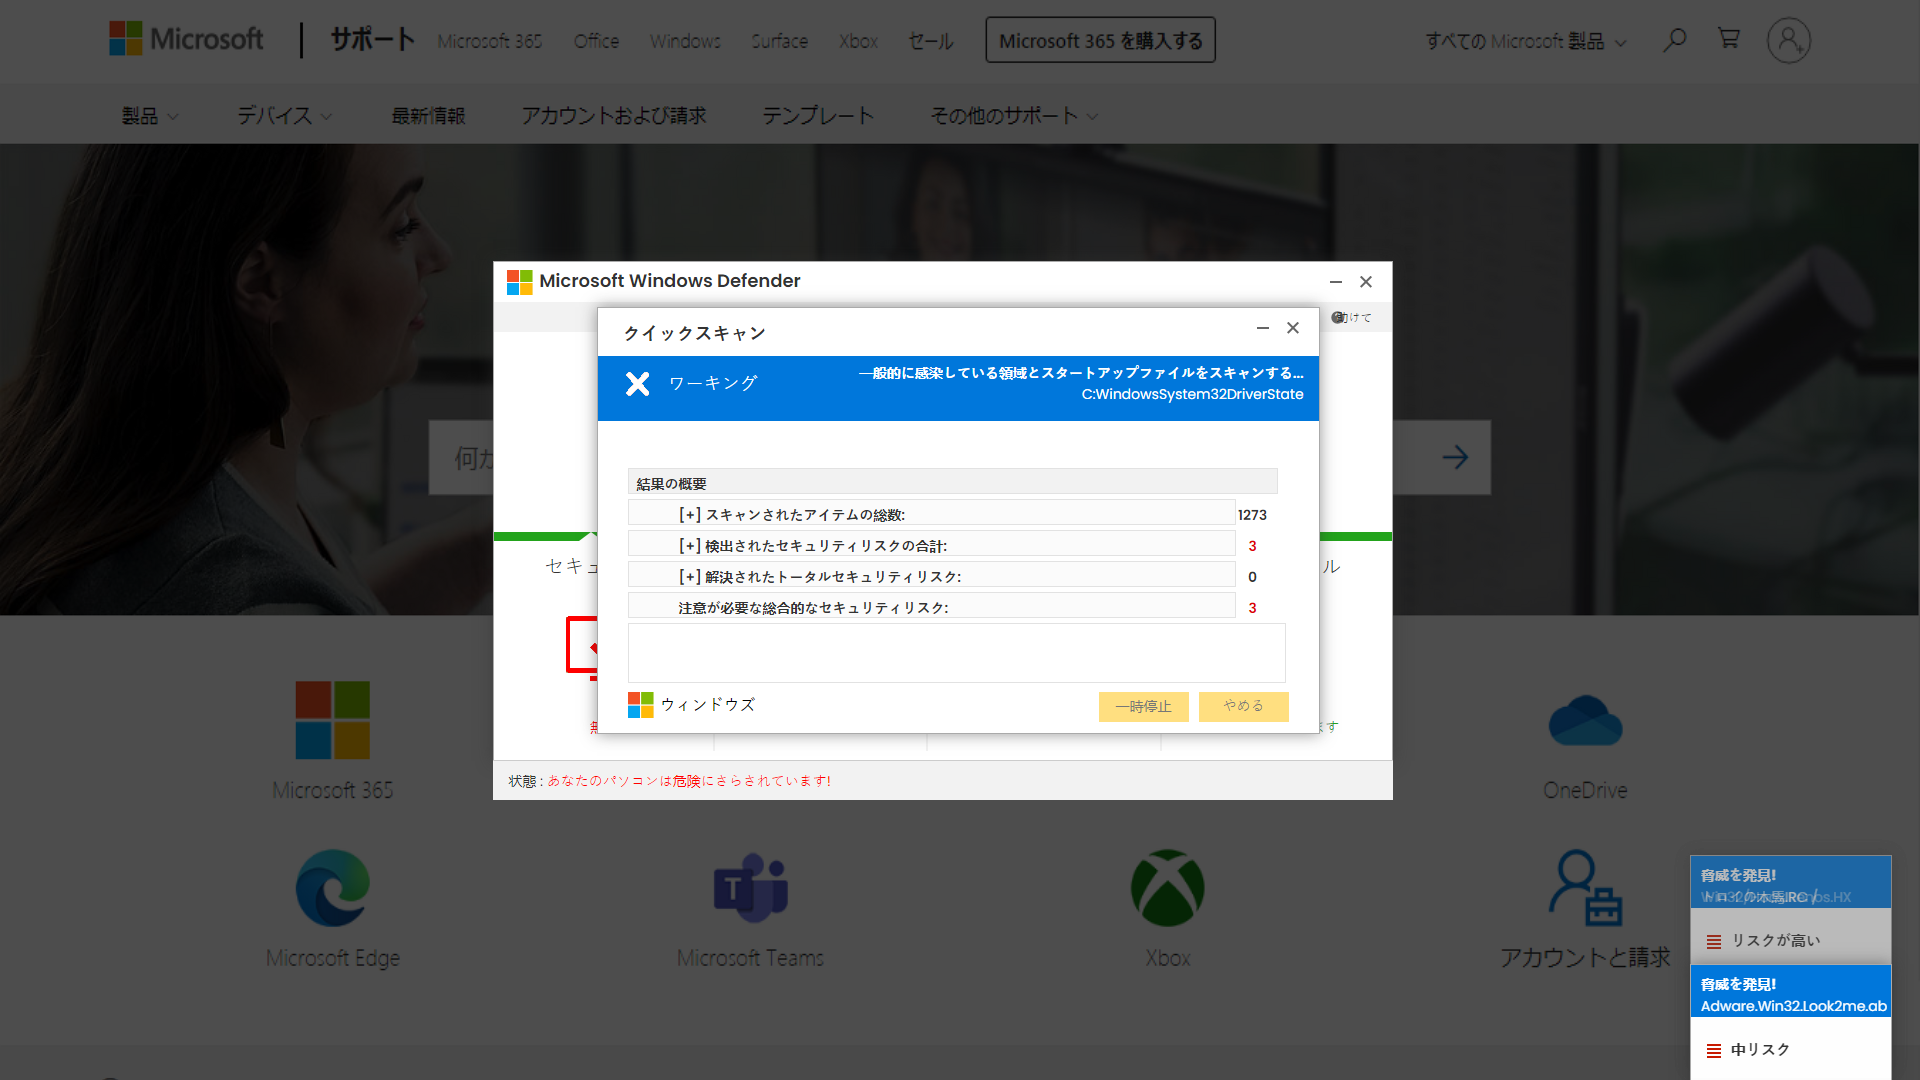 Microsoft
サポート
Microsoft 365
Office
Windows
Surface
Xbox
セール
Microsoft 365 を購入する
すべての Microsoft 製品
製品
デバイス
最新情報
アカウントおよび請求
テンプレート
その他のサポート
Microsoft Windows Defender
けて
クイックスキャン
ワーキング
一般的に感染している領域とスタートアップファイルをスキャンする...
C:WindowsSystem32DriverState
何か
結果の概要
[+] スキャンされたアイテムの総数: 1273
[+] 検出されたセキュリティリスクの合計: 3
[+] 解決されたトータルセキュリティリスク: 0
注意が必要な総合的なセキュリティリスク: 3
セキュ
ル
ウィンドウズ
一時停止
やめる
ます
状態 : あなたのパソコンは危険にさらされています!
Microsoft 365
OneDrive
Microsoft Edge
Microsoft Teams
Xbox
アカウントと請求
脅威を発見!
リスクが高い
脅威を発見!
Adware.Win32.Look2me.ab
中リスク